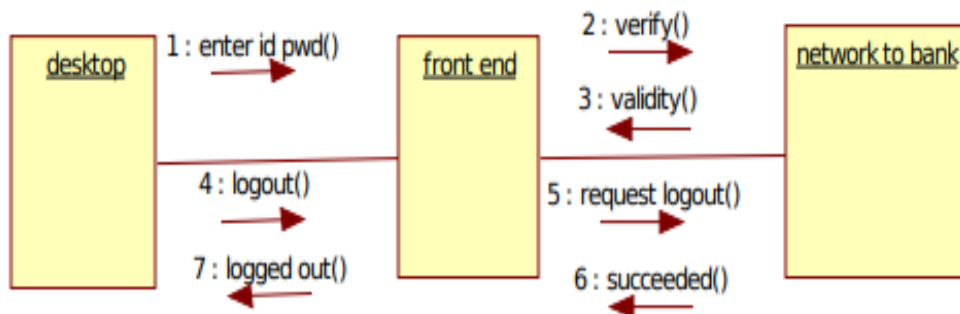 desktop
1 : enter id pwd()
front end
2 : verify()
network to bank
3 : validity()
4 : logout()
5 : request logout()
7 : logged out()
6 : succeeded()